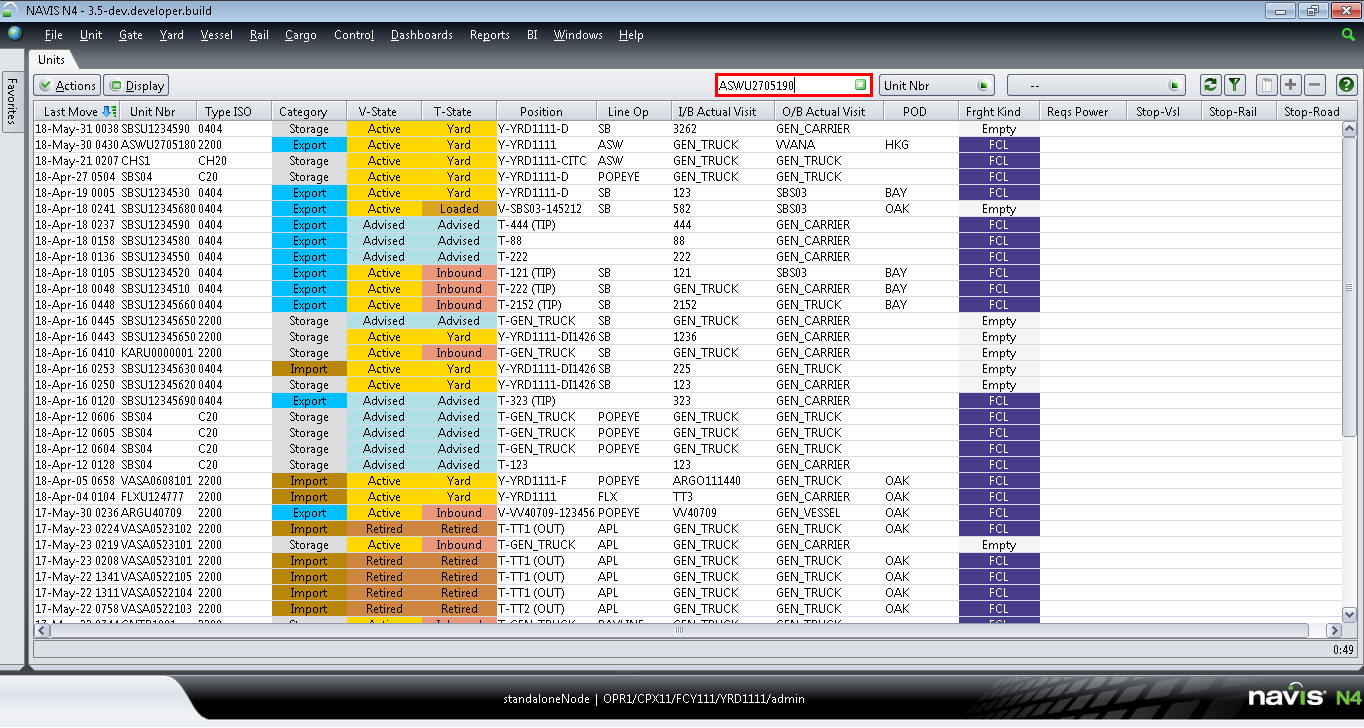 NAVIS N4 - 3.5-dev.developer.build
File Unit Gate Yard Vessel Rail Cargo Control Dashboards Reports BI Windows Help
Favorites
Units
Actions Display ASWU2705190 Unit Nbr --
Last Move Unit Nbr Type ISO Category V-State T-State Position Line Op I/B Actual Visit O/B Actual Visit POD Frght Kind Reqs Power Stop-Vsl Stop-Rail Stop-Road
18-May-31 0038 SBSU1234590 0404 Storage Active Yard Y-YRD1111-D SB 3262 GEN_CARRIER Empty
18-May-30 0430 ASWU2705180 2200 Export Active Yard Y-YRD1111 ASW GEN_TRUCK VVANA HKG FCL
18-May-21 0207 CHS1 CH20 Storage Active Yard Y-YRD1111-CITC ASW GEN_TRUCK GEN_TRUCK FCL
18-Apr-27 0504 SBS04 C20 Storage Active Yard Y-YRD1111-D POPEYE GEN_TRUCK GEN_TRUCK FCL
18-Apr-19 0005 SBSU1234530 0404 Export Active Yard Y-YRD1111-D SB 123 SBS03 BAY FCL
18-Apr-18 0241 SBSU12345680 0404 Export Active Loaded V-SBS03-145212 SB 582 SBS03 OAK Empty
18-Apr-18 0237 SBSU1234590 0404 Export Advised Advised T-444 (TIP) 444 GEN_CARRIER FCL
18-Apr-18 0158 SBSU1234580 0404 Export Advised Advised T-88 88 GEN_CARRIER FCL
18-Apr-18 0136 SBSU1234550 0404 Export Advised Advised T-222 222 GEN_CARRIER FCL
18-Apr-18 0105 SBSU1234520 0404 Export Active Inbound T-121 (TIP) SB 121 SBS03 BAY FCL
18-Apr-18 0048 SBSU1234510 0404 Export Active Inbound T-222 (TIP) SB GEN_TRUCK GEN_CARRIER BAY FCL
18-Apr-16 0448 SBSU12345660 0404 Export Active Inbound T-2152 (TIP) SB 2152 GEN_TRUCK BAY FCL
18-Apr-16 0445 SBSU12345650 2200 Storage Advised Advised T-GEN_TRUCK SB GEN_TRUCK GEN_CARRIER Empty
18-Apr-16 0443 SBSU12345650 2200 Storage Active Yard Y-YRD1111-DI1426 SB 1236 GEN_CARRIER Empty
18-Apr-16 0410 KARU0000001 2200 Storage Active Inbound T-GEN_TRUCK SB GEN_TRUCK GEN_CARRIER Empty
18-Apr-16 0253 SBSU12345630 0404 Import Active Yard Y-YRD1111-DI1426 SB 225 GEN_TRUCK Empty
18-Apr-16 0250 SBSU12345620 0404 Storage Active Yard Y-YRD1111-DI1426 SB 123 GEN_CARRIER Empty
18-Apr-16 0120 SBSU12345690 0404 Export Advised Advised T-323 (TIP) 323 GEN_CARRIER FCL
18-Apr-12 0606 SBS04 C20 Storage Advised Advised T-GEN_TRUCK POPEYE GEN_TRUCK GEN_TRUCK FCL
18-Apr-12 0605 SBS04 C20 Storage Advised Advised T-GEN_TRUCK POPEYE GEN_TRUCK GEN_TRUCK FCL
18-Apr-12 0604 SBS04 C20 Storage Advised Advised T-GEN_TRUCK POPEYE GEN_TRUCK GEN_TRUCK FCL
18-Apr-12 0128 SBS04 C20 Storage Advised Advised T-123 123 GEN_CARRIER FCL
18-Apr-05 0658 VASA0608101 2200 Import Active Yard Y-YRD1111-F POPEYE ARGO111440 GEN_TRUCK OAK FCL
18-Apr-04 0104 FLXU124777 2200 Import Active Yard Y-YRD1111 FLX TT3 GEN_CARRIER OAK FCL
17-May-30 0236 ARGU40709 2200 Export Active Inbound V-VV40709-123456 POPEYE VV40709 GEN_VESSEL OAK FCL
17-May-23 0224 VASA0523102 2200 Import Retired Retired T-TT1 (OUT) APL GEN_TRUCK GEN_TRUCK OAK FCL
17-May-23 0219 VASA0523101 2200 Storage Active Inbound T-GEN_TRUCK APL GEN_TRUCK GEN_CARRIER Empty
17-May-23 0208 VASA0523101 2200 Import Retired Retired T-TT1 (OUT) APL GEN_TRUCK GEN_TRUCK OAK FCL
17-May-22 1341 VASA0522105 2200 Import Retired Retired T-TT1 (OUT) APL GEN_TRUCK GEN_TRUCK OAK FCL
17-May-22 1311 VASA0522104 2200 Import Retired Retired T-TT1 (OUT) APL GEN_TRUCK GEN_TRUCK OAK FCL
17-May-22 0758 VASA0522103 2200 Import Retired Retired T-TT2 (OUT) APL GEN_TRUCK GEN_TRUCK OAK FCL
0:49
standaloneNode | OPR1/CPX11/FCY111/YRD1111/admin
navis N4